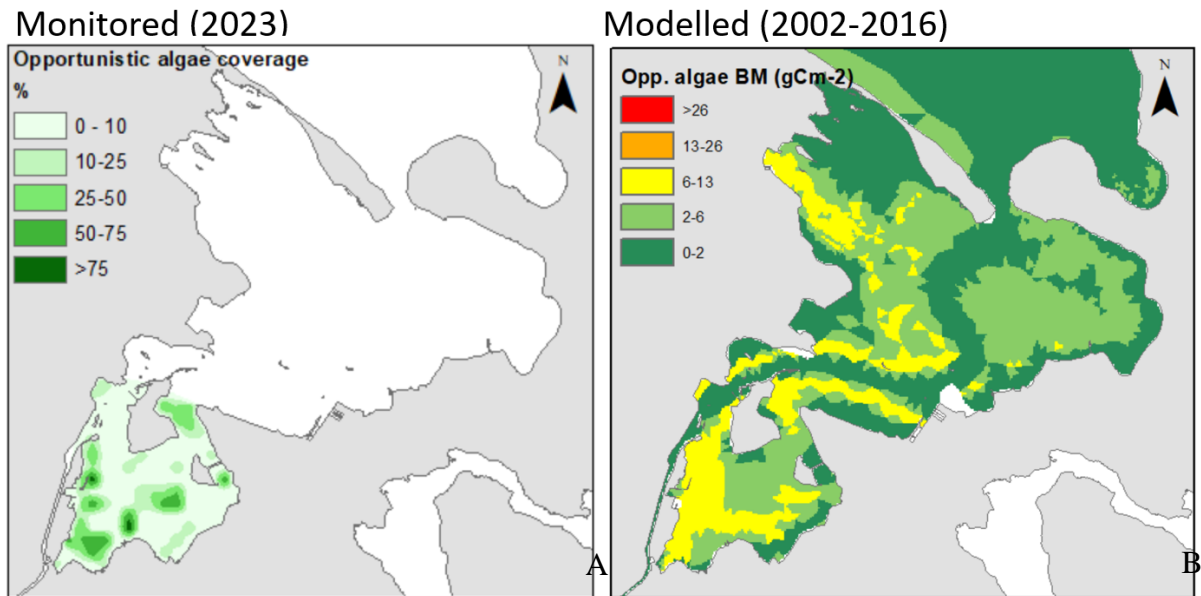 Monitored (2023)
Opportunistic algae coverage
%
0 - 10
10-25
25-50
50-75
>75
N
A
Modelled (2002-2016)
Opp. algae BM (gCm-2)
>26
13-26
6-13
2-6
0-2
N
B